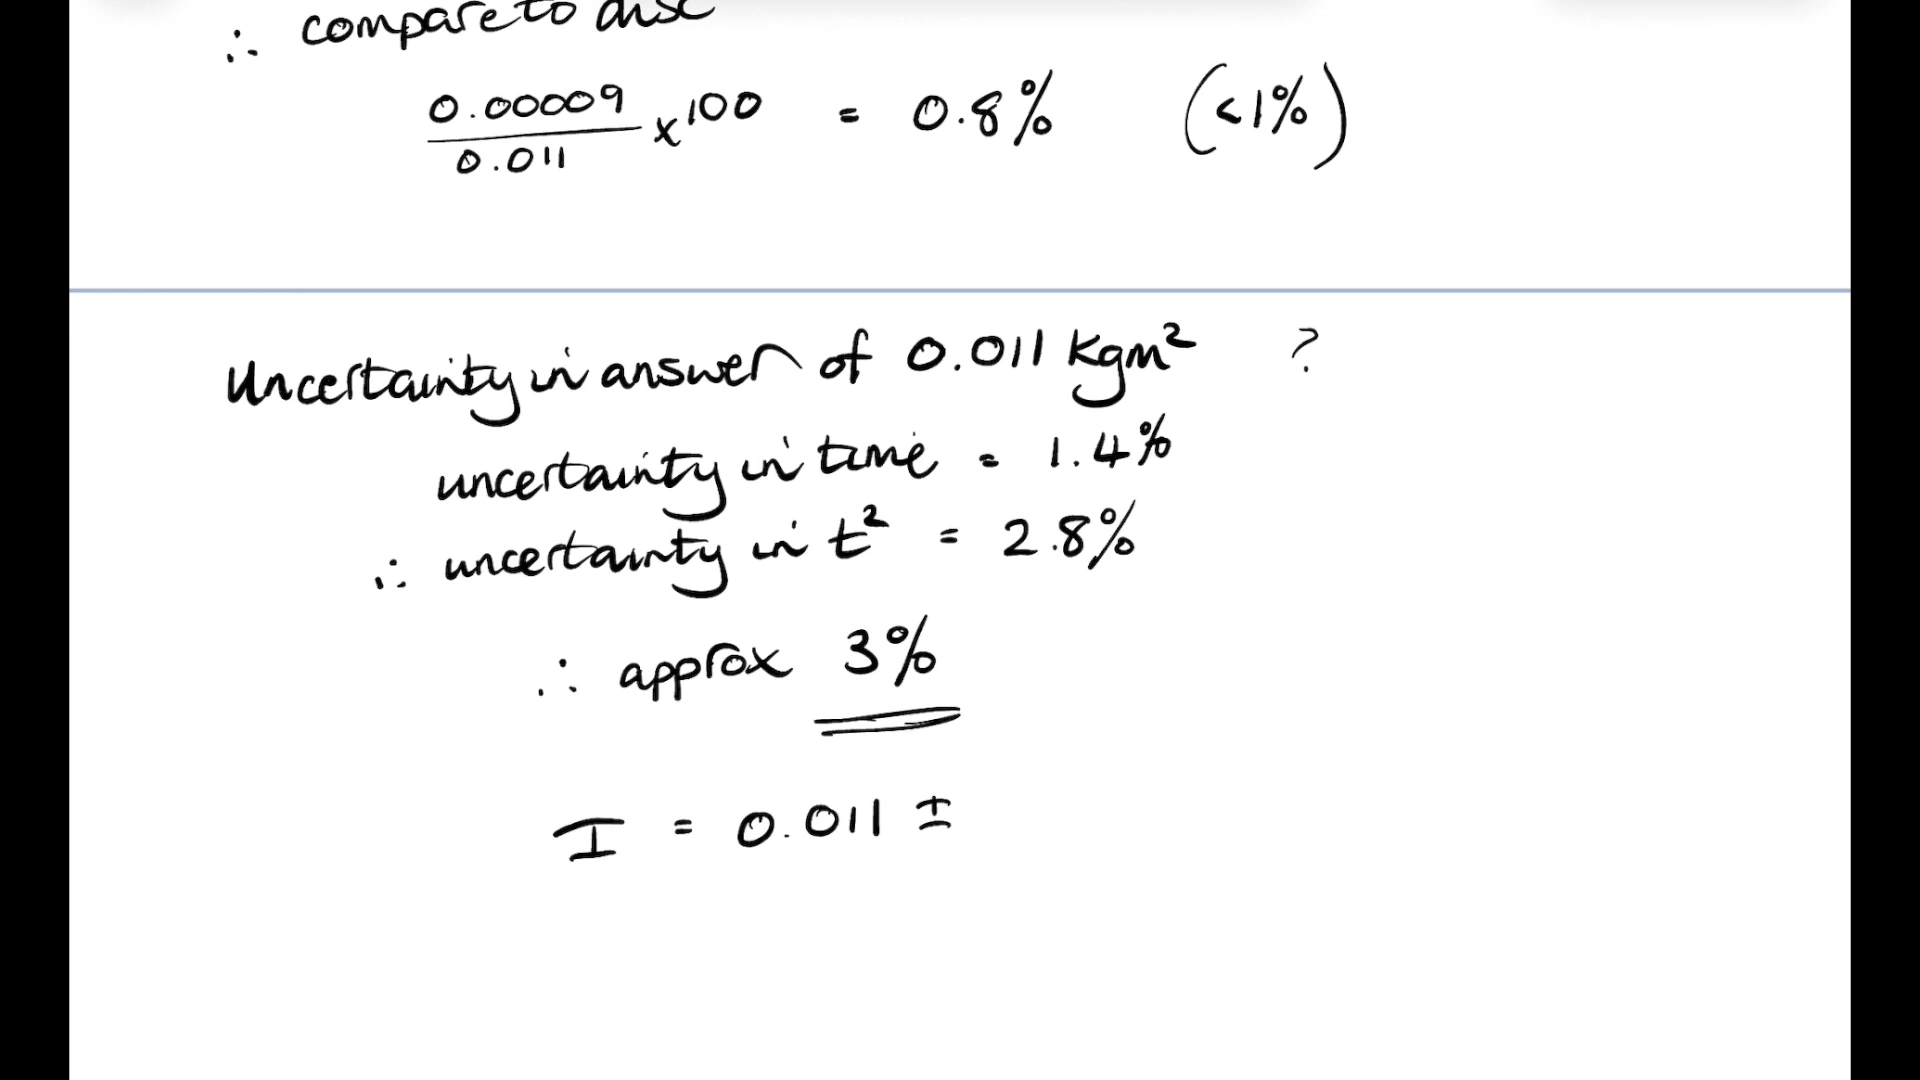 ∴ compare to disc
0.00009
0.011
x 100 = 0.8% (<1%)
Uncertainty in answer of 0.011 kgm² ?
uncertainty in time = 1.4%
∴ uncertainty in t² = 2.8%
∴ approx 3%
I = 0.011 ±